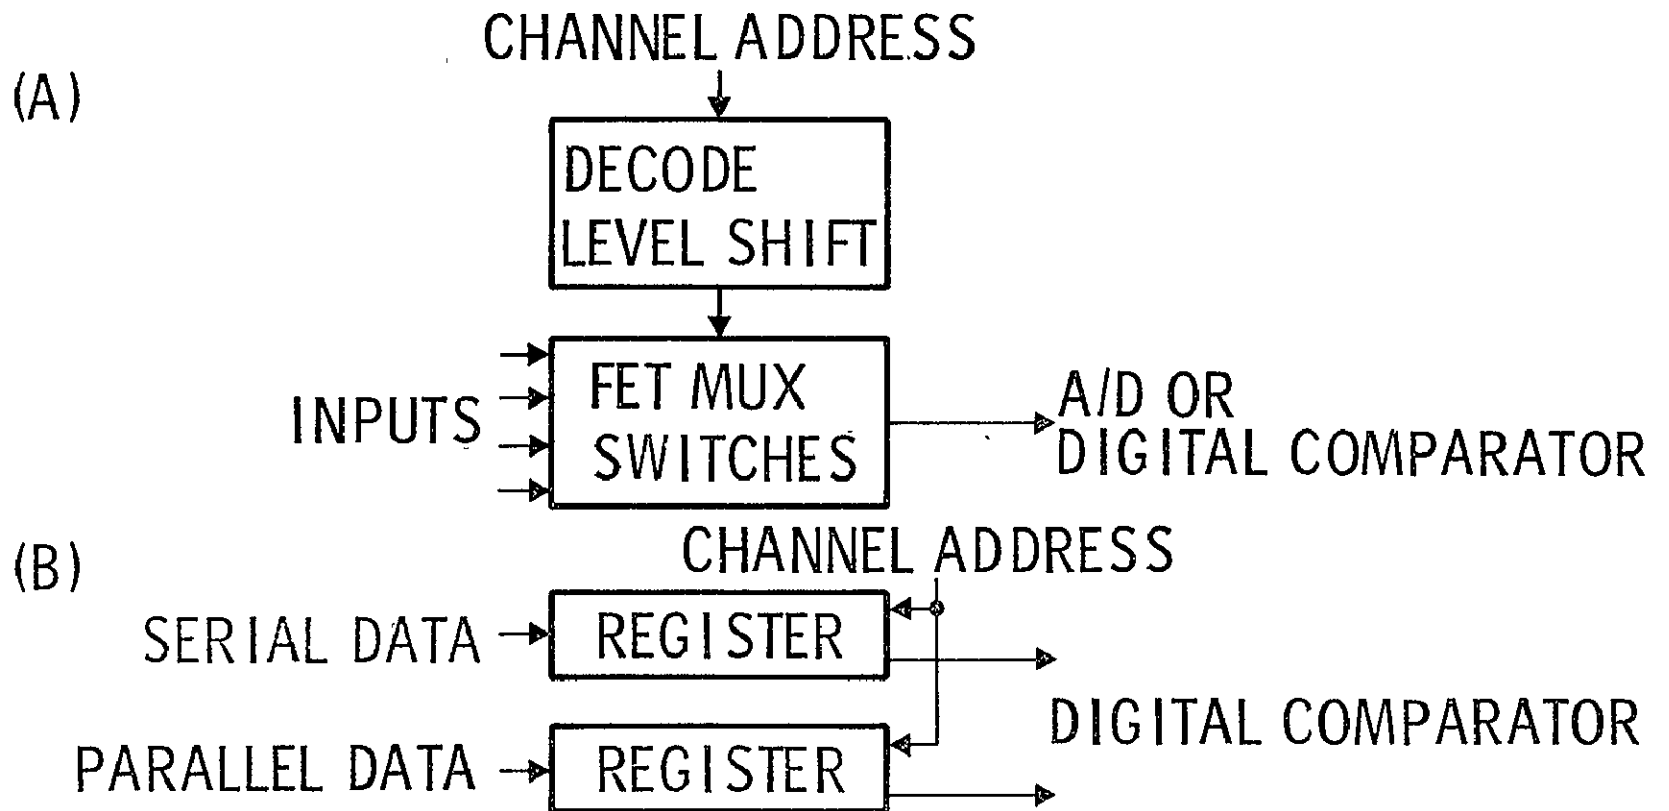 CHANNEL ADDRESS
(A)
DECODE
LEVEL SHIFT
INPUTS
FET MUX
SWITCHES
A/D OR
DIGITAL COMPARATOR
(B)
CHANNEL ADDRESS
SERIAL DATA
REGISTER
DIGITAL COMPARATOR
PARALLEL DATA
REGISTER